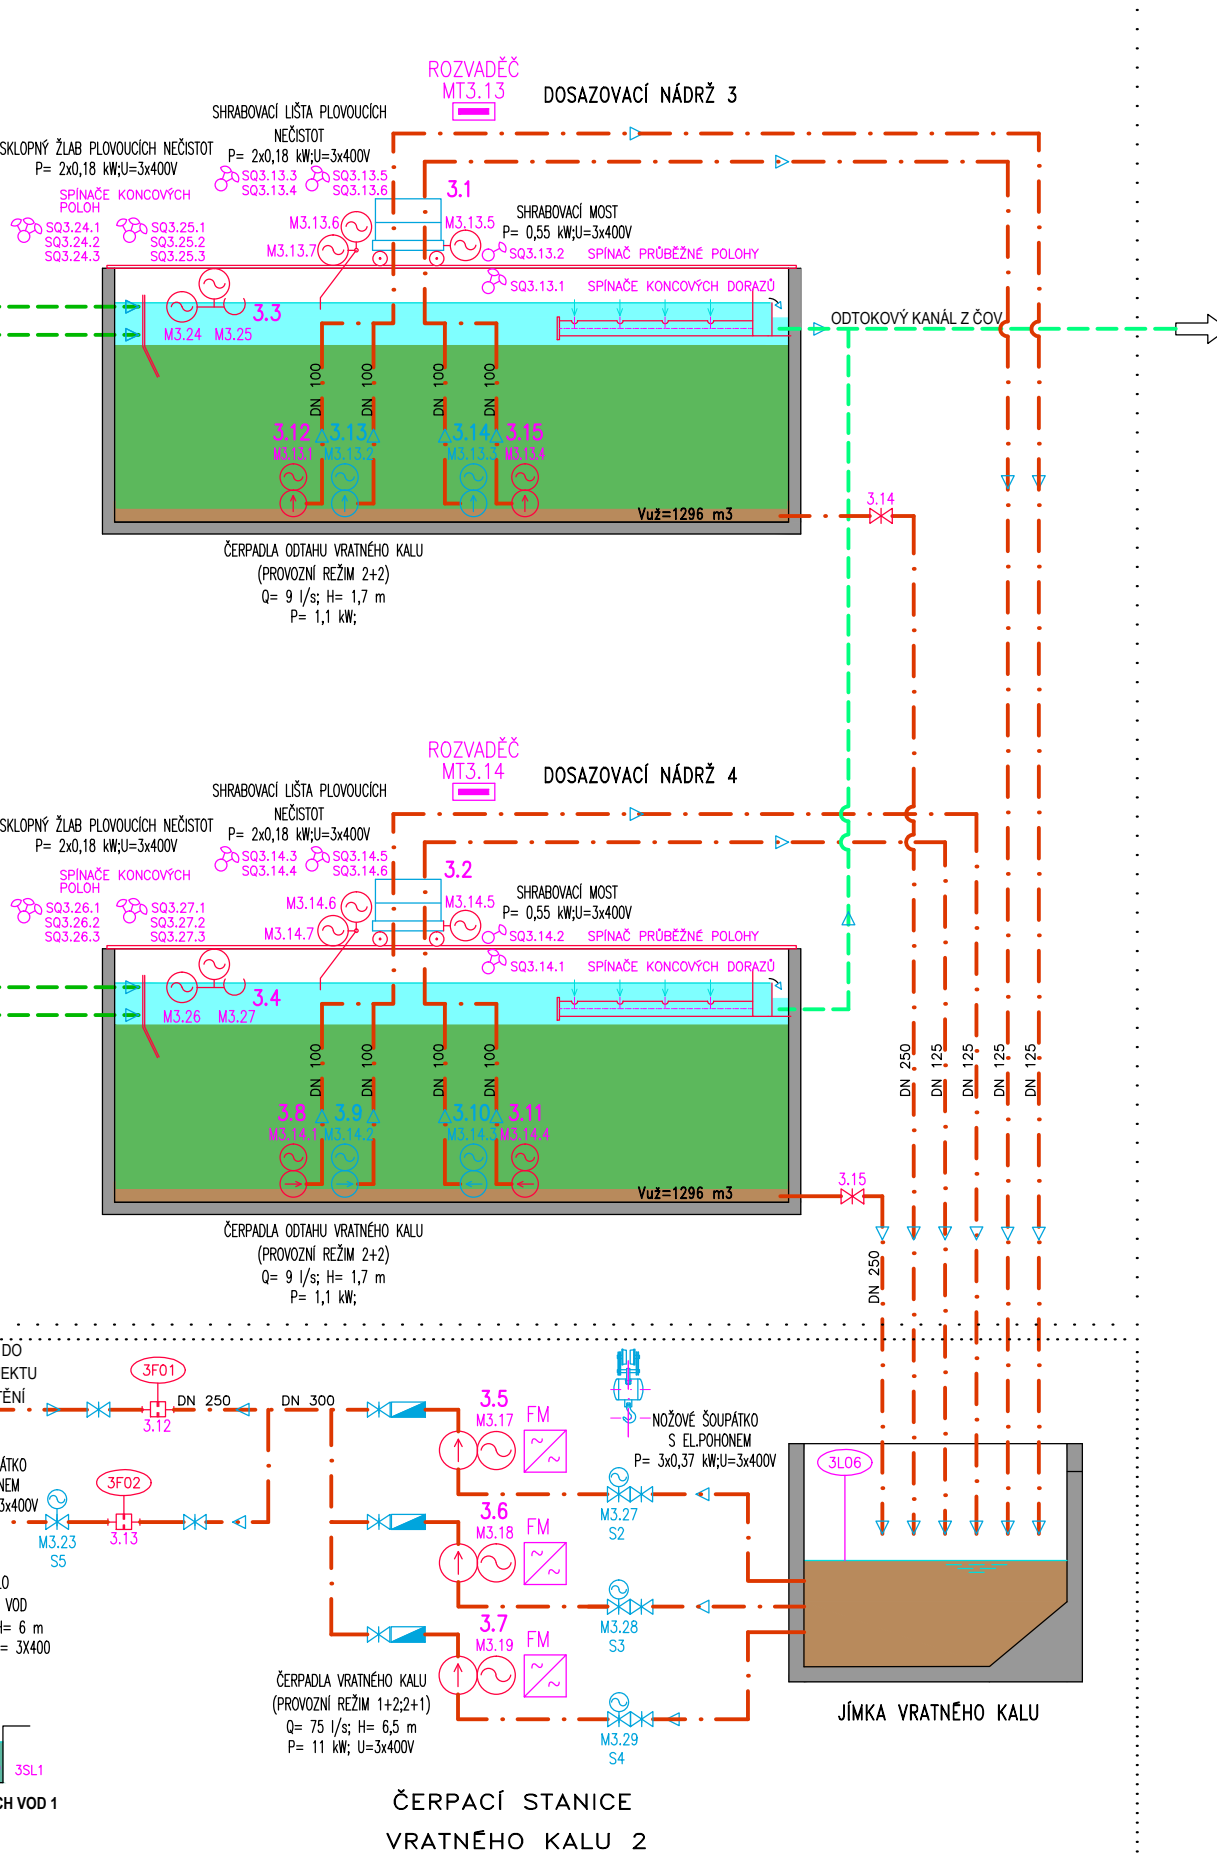 ROZVADĚČ
MT3.13
DOSAZOVACÍ NÁDRŽ 3
SHRABOVACÍ LIŠTA PLOVOUCÍCH
NEČISTOT
P= 2x0,18 kW;U=3x400V
SKLOPNÝ ŽLAB PLOVOUCÍCH NEČISTOT
P= 2x0,18 kW;U=3x400V
SQ3.13.3
SQ3.13.4
SQ3.13.5
SQ3.13.6
3.1
SPÍNAČE KONCOVÝCH
POLOH
SQ3.24.1
SQ3.24.2
SQ3.24.3
SQ3.25.1
SQ3.25.2
SQ3.25.3
M3.13.6
M3.13.7
M3.13.5
SHRABOVACÍ MOST
P= 0,55 kW;U=3x400V
SQ3.13.2
SPÍNAČ PRŮBĚŽNÉ POLOHY
SQ3.13.1
SPÍNAČE KONCOVÝCH DORAZŮ
3.3
M3.24
M3.25
ODTOKOVÝ KANÁL Z ČOV
DN 100
DN 100
DN 100
DN 100
3.12
3.13
3.14
3.15
M3.13.1
M3.13.2
M3.13.3
M3.13.4
Vuž=1296 m3
3.14
ČERPADLA ODTAHU VRATNÉHO KALU
(PROVOZNÍ REŽIM 2+2)
Q= 9 l/s; H= 1,7 m
P= 1,1 kW;
ROZVADĚČ
MT3.14
DOSAZOVACÍ NÁDRŽ 4
SHRABOVACÍ LIŠTA PLOVOUCÍCH
NEČISTOT
P= 2x0,18 kW;U=3x400V
SKLOPNÝ ŽLAB PLOVOUCÍCH NEČISTOT
P= 2x0,18 kW;U=3x400V
SQ3.14.3
SQ3.14.4
SQ3.14.5
SQ3.14.6
3.2
SPÍNAČE KONCOVÝCH
POLOH
SQ3.26.1
SQ3.26.2
SQ3.26.3
SQ3.27.1
SQ3.27.2
SQ3.27.3
M3.14.6
M3.14.7
M3.14.5
SHRABOVACÍ MOST
P= 0,55 kW;U=3x400V
SQ3.14.2
SPÍNAČ PRŮBĚŽNÉ POLOHY
SQ3.14.1
SPÍNAČE KONCOVÝCH DORAZŮ
3.4
M3.26
M3.27
DN 100
DN 100
DN 100
DN 100
DN 250
DN 125
DN 125
DN 125
DN 125
3.8
3.9
3.10
3.11
M3.14.1
M3.14.2
M3.14.3
M3.14.4
Vuž=1296 m3
3.15
ČERPADLA ODTAHU VRATNÉHO KALU
(PROVOZNÍ REŽIM 2+2)
Q= 9 l/s; H= 1,7 m
P= 1,1 kW;
DN 250
DO
EKTU
TĚNÍ
3F01
3.12
DN 250
DN 300
3.5
M3.17
FM
NOŽOVÉ ŠOUPÁTKO
S EL.POHONEM
P= 3x0,37 kW;U=3x400V
3L06
ÁTKO
NEM
3x400V
3F02
3.13
M3.23
S5
3.6
M3.18
FM
M3.27
S2
LO
VOD
H= 6 m
= 3X400
3.7
M3.19
FM
M3.28
S3
ČERPADLA VRATNÉHO KALU
(PROVOZNÍ REŽIM 1+2;2+1)
Q= 75 l/s; H= 6,5 m
P= 11 kW; U=3x400V
M3.29
S4
JÍMKA VRATNÉHO KALU
3SL1
CH VOD 1
ČERPACÍ STANICE
VRATNÉHO KALU 2